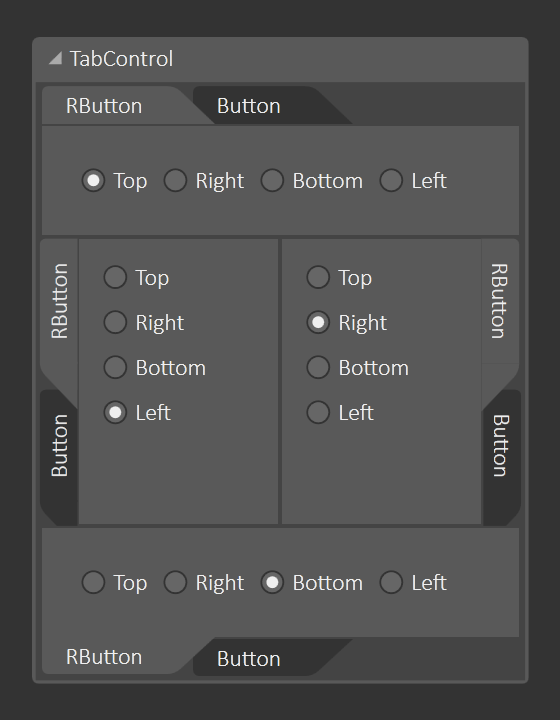 TabControl
RButton Button
Top Right Bottom Left
RButton
Button
Top
Right
Bottom
Left
Top
Right
Bottom
Left
RButton
Button
Top Right Bottom Left
RButton Button